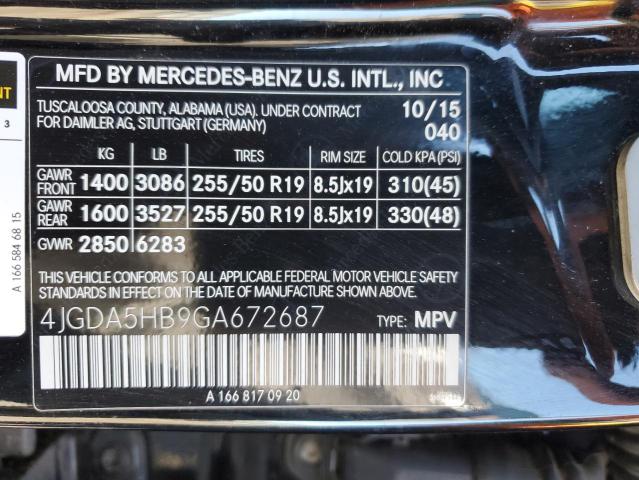 MFD BY MERCEDES-BENZ U.S. INTL., INC
TUSCALOOSA COUNTY, ALABAMA (USA). UNDER CONTRACT 10/15
FOR DAIMLER AG, STUTTGART (GERMANY) 040
KG LB TIRES RIM SIZE COLD KPA (PSI)
GAWR FRONT 1400 3086 255/50 R19 8.5Jx19 310(45)
GAWR REAR 1600 3527 255/50 R19 8.5Jx19 330(48)
GVWR 2850 6283
THIS VEHICLE CONFORMS TO ALL APPLICABLE FEDERAL MOTOR VEHICLE SAFETY
STANDARDS IN EFFECT ON THE DATE OF MANUFACTURE SHOWN ABOVE.
4JGDA5HB9GA672687 TYPE: MPV
A 166 817 09 20
NT
3
A 166 584 68 15